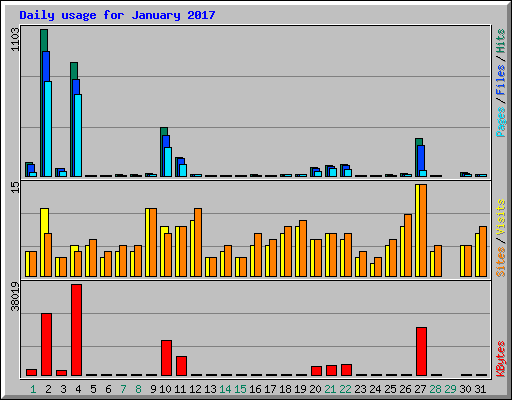 Daily usage for January 2017
1103
Pages / Files / Hits
15
Sites / Visits
38019
KBytes
1 2 3 4 5 6 7 8 9 10 11 12 13 14 15 16 17 18 19 20 21 22 23 24 25 26 27 28 29 30 31